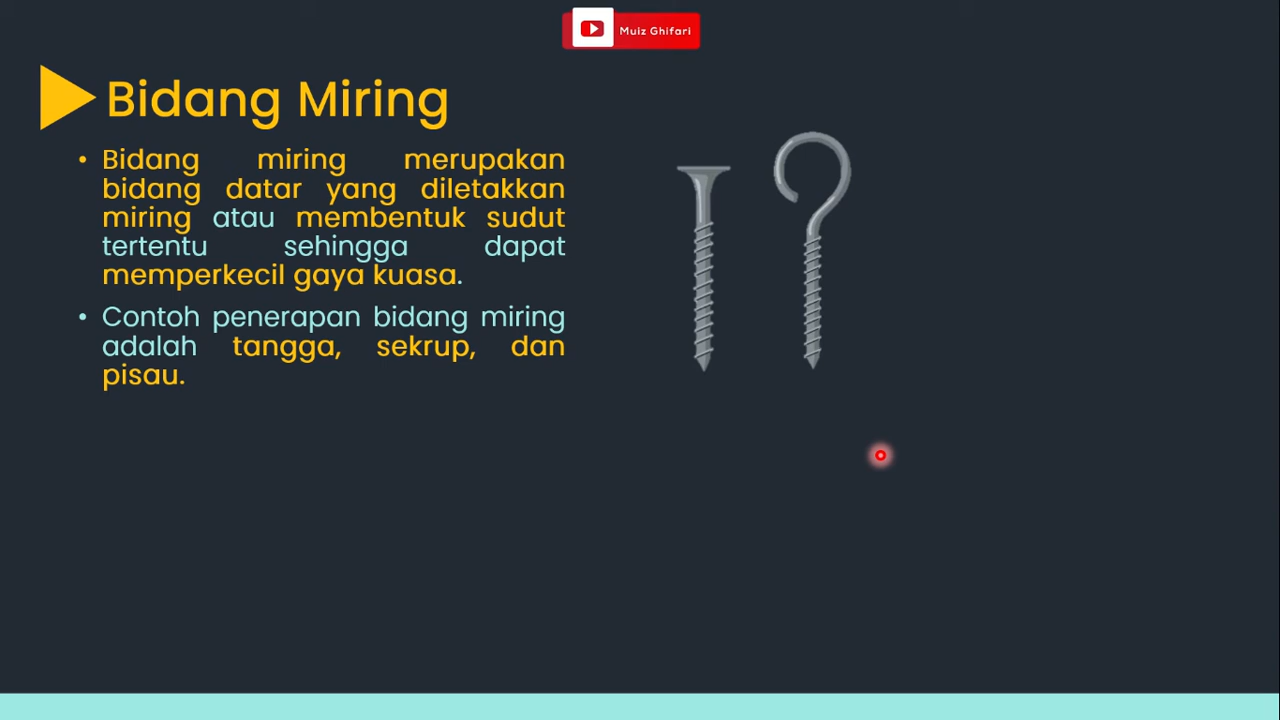 Muiz Ghifari
Bidang Miring
• Bidang miring merupakan
bidang datar yang diletakkan
miring atau membentuk sudut
tertentu sehingga dapat
memperkecil gaya kuasa.
• Contoh penerapan bidang miring
adalah tangga, sekrup, dan
pisau.